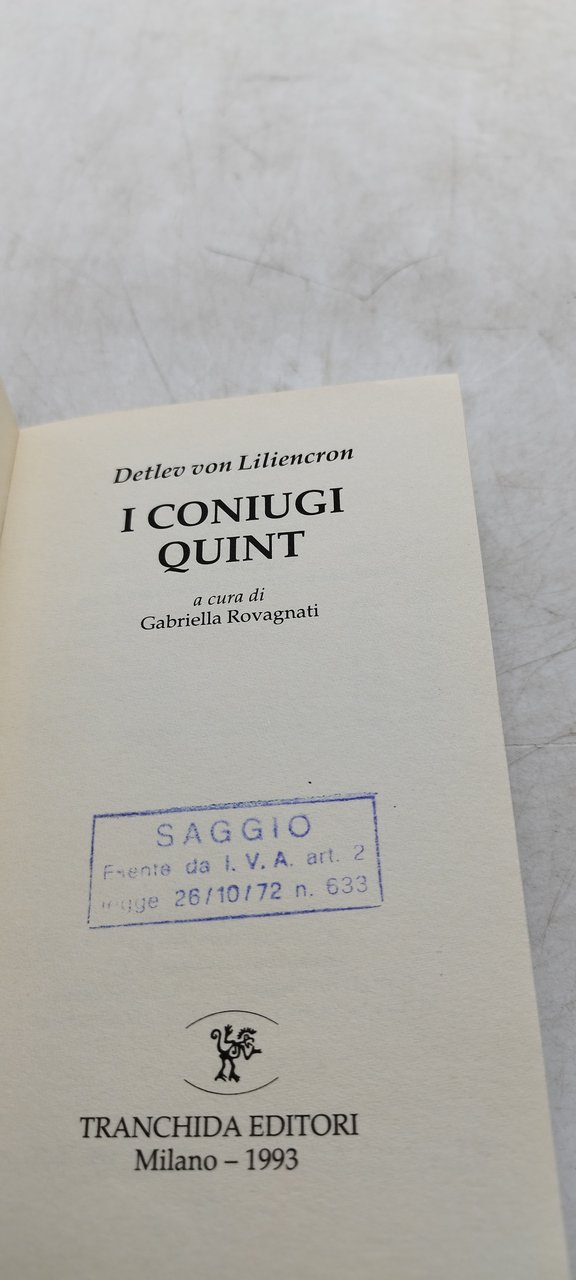 Detlev von Liliencron
I CONIUGI
QUINT
a cura di
Gabriella Rovagnati
SAGGIO
Esente da I. V. A. art. 2
legge 26/10/72 n. 633
TRANCHIDA EDITORI
Milano – 1993